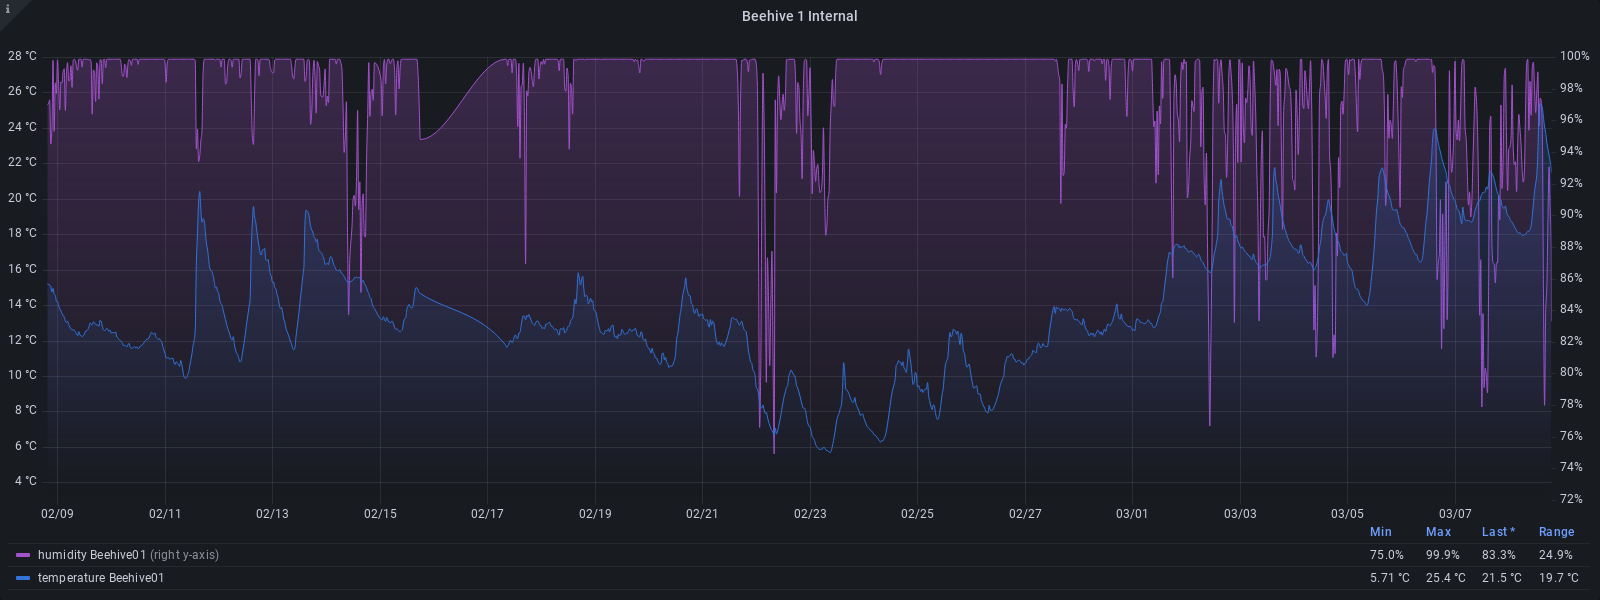 i
Beehive 1 Internal
28 °C
26 °C
24 °C
22 °C
20 °C
18 °C
16 °C
14 °C
12 °C
10 °C
8 °C
6 °C
4 °C
100%
98%
96%
94%
92%
90%
88%
86%
84%
82%
80%
78%
76%
74%
72%
02/09 02/11 02/13 02/15 02/17 02/19 02/21 02/23 02/25 02/27 03/01 03/03 03/05 03/07
Min Max Last * Range
humidity Beehive01 (right y-axis) 75.0% 99.9% 83.3% 24.9%
temperature Beehive01 5.71 °C 25.4 °C 21.5 °C 19.7 °C